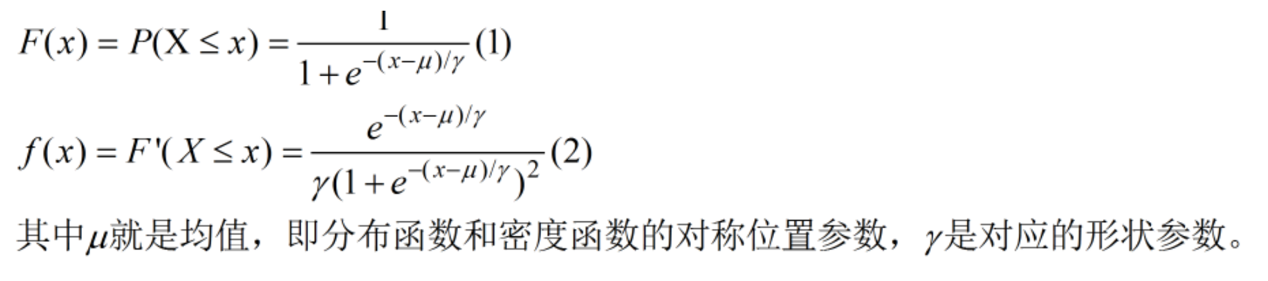 F(x) = P(X ≤ x) = 1/(1+e^{-(x-μ)/γ}) (1)
f(x) = F'(X ≤ x) = e^{-(x-μ)/γ}/(γ(1+e^{-(x-μ)/γ})^2) (2)
其中μ就是均值，即分布函数和密度函数的对称位置参数，γ是对应的形状参数。